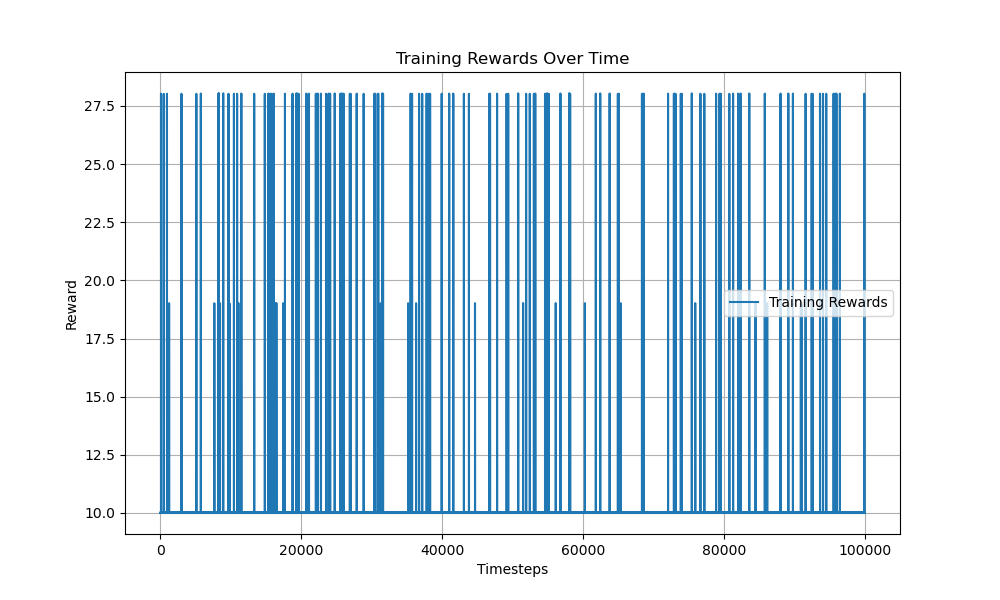 Training Rewards Over Time
Reward
27.5
25.0
22.5
20.0
17.5
15.0
12.5
10.0
Training Rewards
0 20000 40000 60000 80000 100000
Timesteps